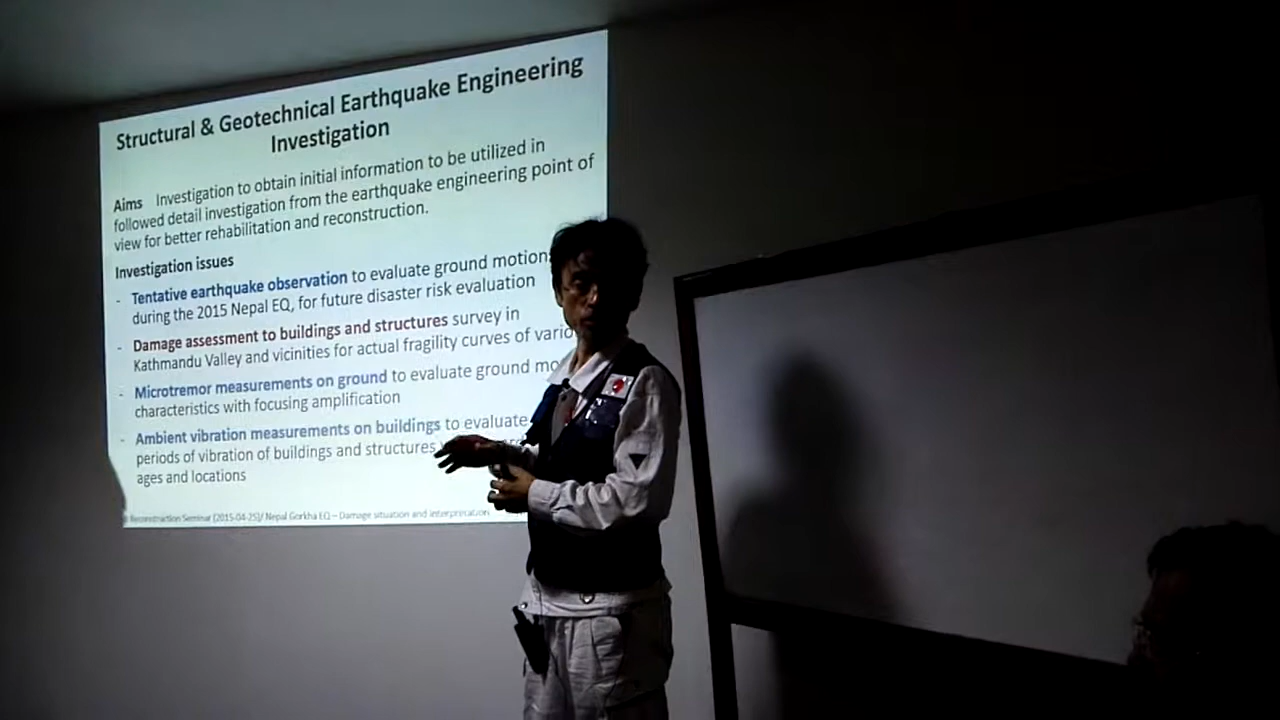 Structural & Geotechnical Earthquake Engineering
Investigation
Aims Investigation to obtain initial information to be utilized in
followed detail investigation from the earthquake engineering point of
view for better rehabilitation and reconstruction.
Investigation issues
- Tentative earthquake observation to evaluate ground motion
during the 2015 Nepal EQ, for future disaster risk evaluation
- Damage assessment to buildings and structures survey in
Kathmandu Valley and vicinities for actual fragility curves of vario
- Microtremor measurements on ground to evaluate ground mo
characteristics with focusing amplification
- Ambient vibration measurements on buildings to evaluate
periods of vibration of buildings and structures
ages and locations
Reconstruction Seminar (2015-04-25)/ Nepal Gorkha EQ – Damage situation and interpretation